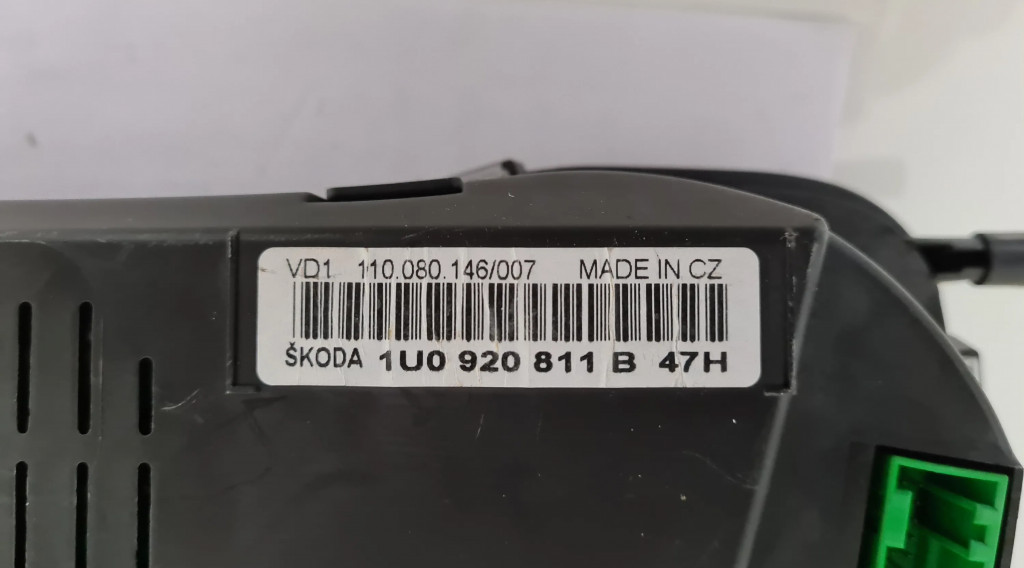 VD1 110.080.146/007 MADE IN CZ
ŠKODA 1U0 920 811 B 47H